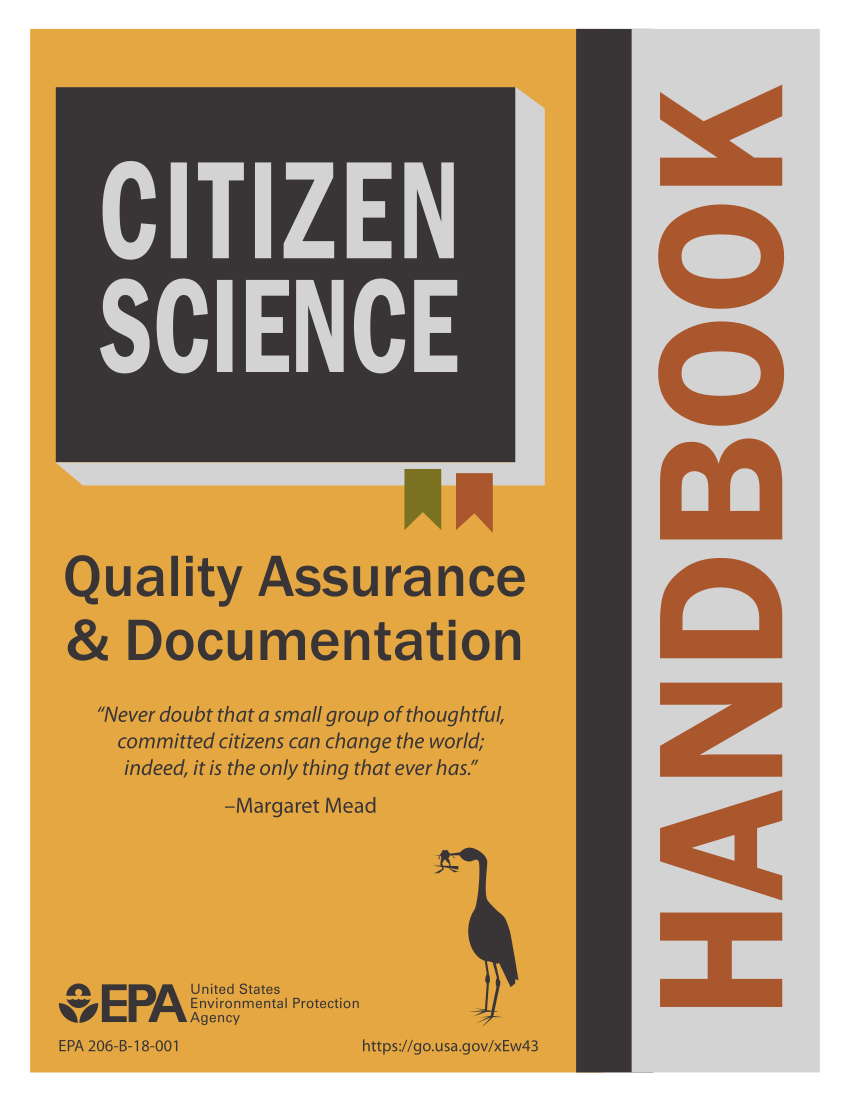 CITIZEN
SCIENCE
Quality Assurance
& Documentation
“Never doubt that a small group of thoughtful,
committed citizens can change the world;
indeed, it is the only thing that ever has.”
–Margaret Mead
EPA
United States
Environmental Protection
Agency
EPA 206-B-18-001
https://go.usa.gov/xEw43
HANDBOOK